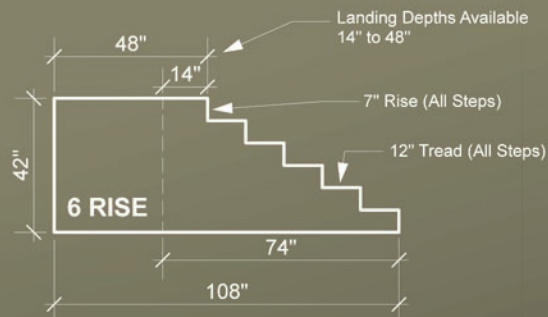 Landing Depths Available
14" to 48"
48"
14"
7" Rise (All Steps)
12" Tread (All Steps)
42"
6 RISE
74"
108"